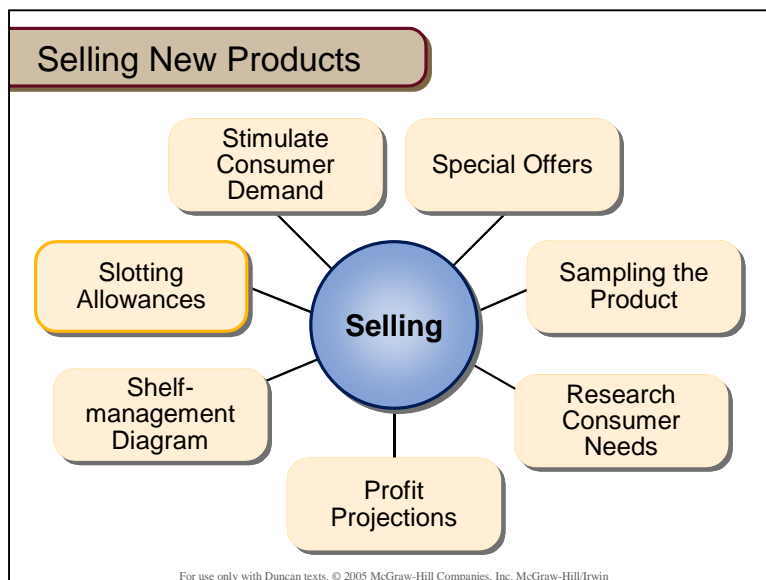 Selling New Products
Stimulate
Consumer
Demand
Special Offers
Slotting
Allowances
Sampling the
Product
Selling
Shelf-
management
Diagram
Research
Consumer
Needs
Profit
Projections
For use only with Duncan texts. © 2005 McGraw-Hill Companies, Inc. McGraw-Hill/Irwin